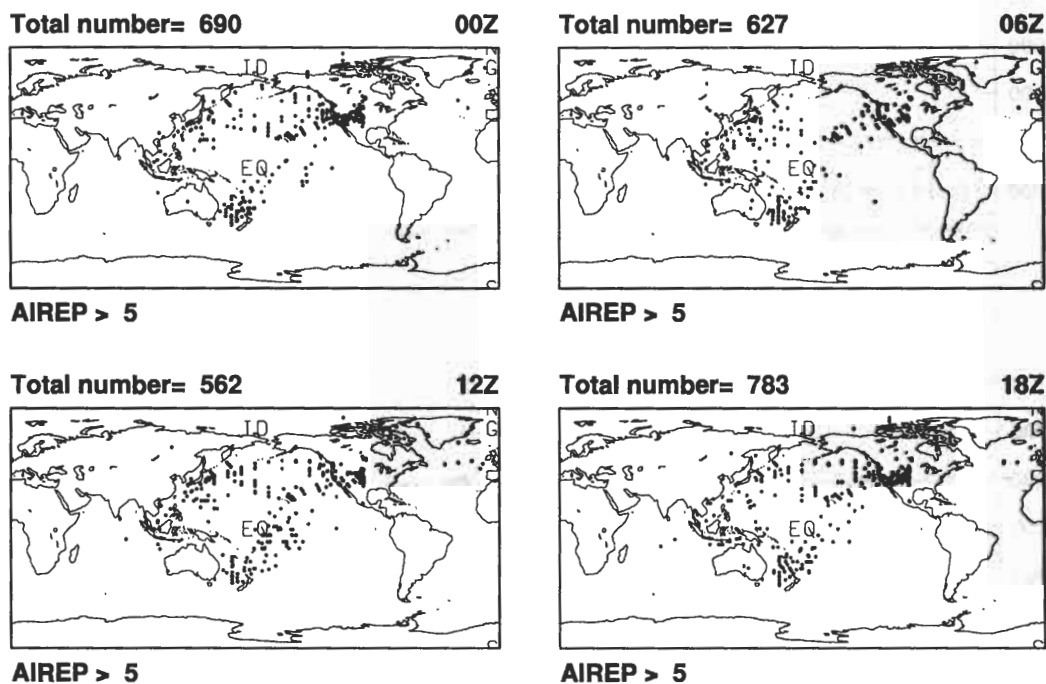 Total number= 690 00Z
ID
N
G
EQ
AIREP > 5
Total number= 627 06Z
ID
N
G
EQ
AIREP > 5
Total number= 562 12Z
ID
N
G
EQ
AIREP > 5
Total number= 783 18Z
ID
N
G
EQ
AIREP > 5